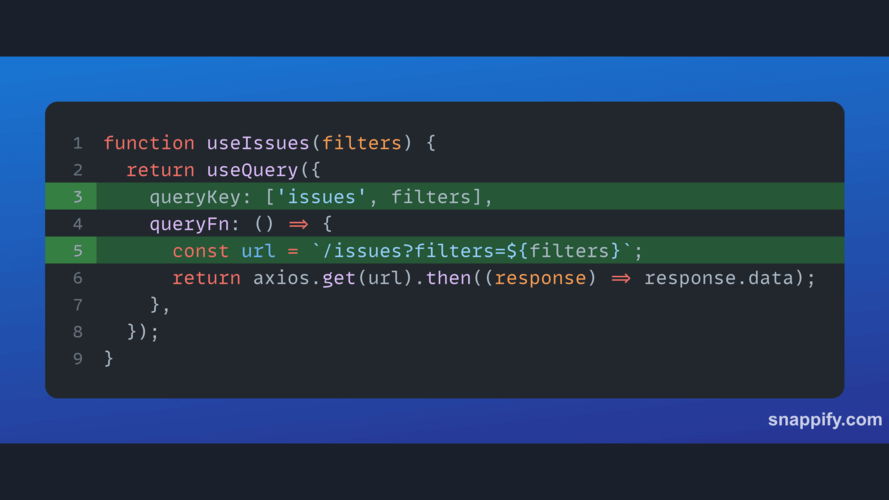 1 function useIssues(filters) {
2   return useQuery({
3     queryKey: ['issues', filters],
4     queryFn: () => {
5       const url = `/issues?filters=${filters}`;
6       return axios.get(url).then((response) => response.data);
7     },
8   });
9 }
snappify.com